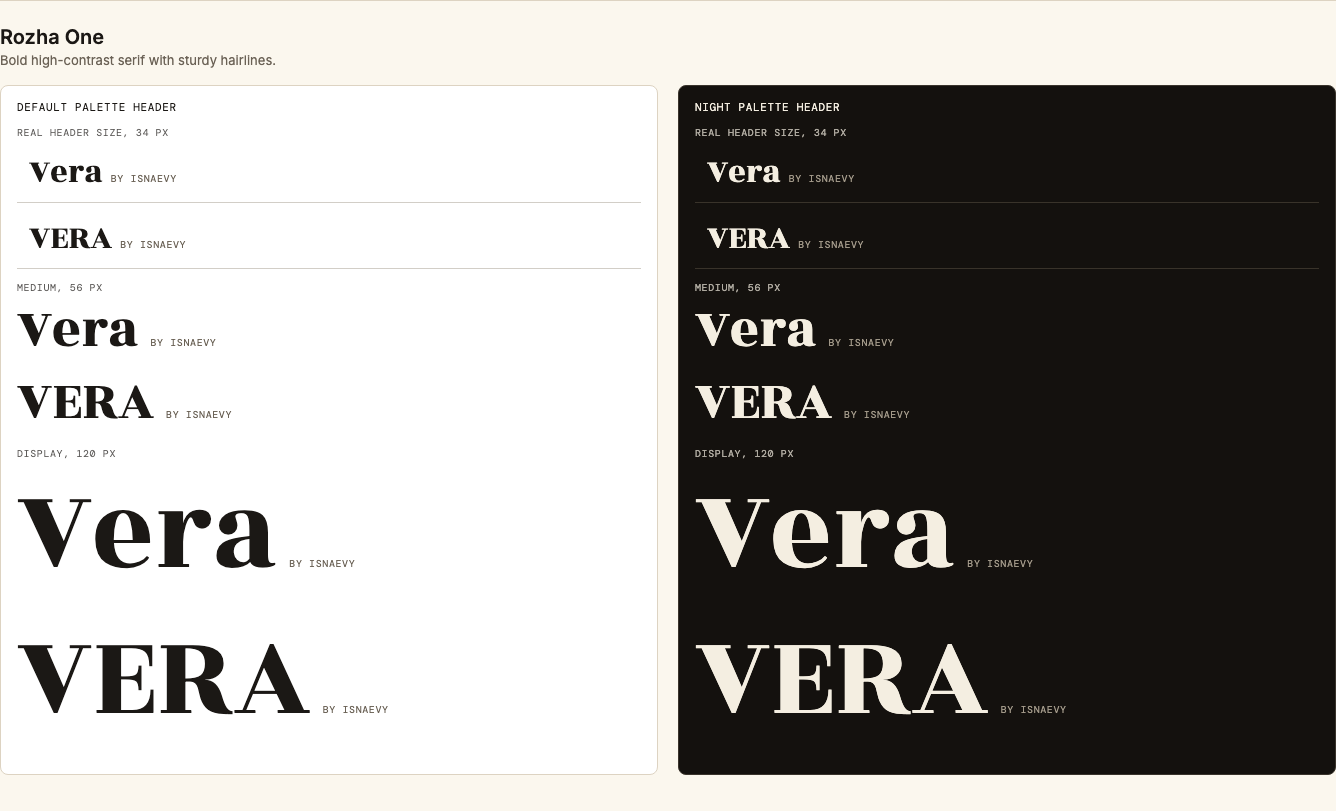 Rozha One
Bold high-contrast serif with sturdy hairlines.
DEFAULT PALETTE HEADER
REAL HEADER SIZE, 34 PX
Vera BY ISNAEVY
VERA BY ISNAEVY
MEDIUM, 56 PX
Vera BY ISNAEVY
VERA BY ISNAEVY
DISPLAY, 120 PX
Vera BY ISNAEVY
VERA BY ISNAEVY
NIGHT PALETTE HEADER
REAL HEADER SIZE, 34 PX
Vera BY ISNAEVY
VERA BY ISNAEVY
MEDIUM, 56 PX
Vera BY ISNAEVY
VERA BY ISNAEVY
DISPLAY, 120 PX
Vera BY ISNAEVY
VERA BY ISNAEVY